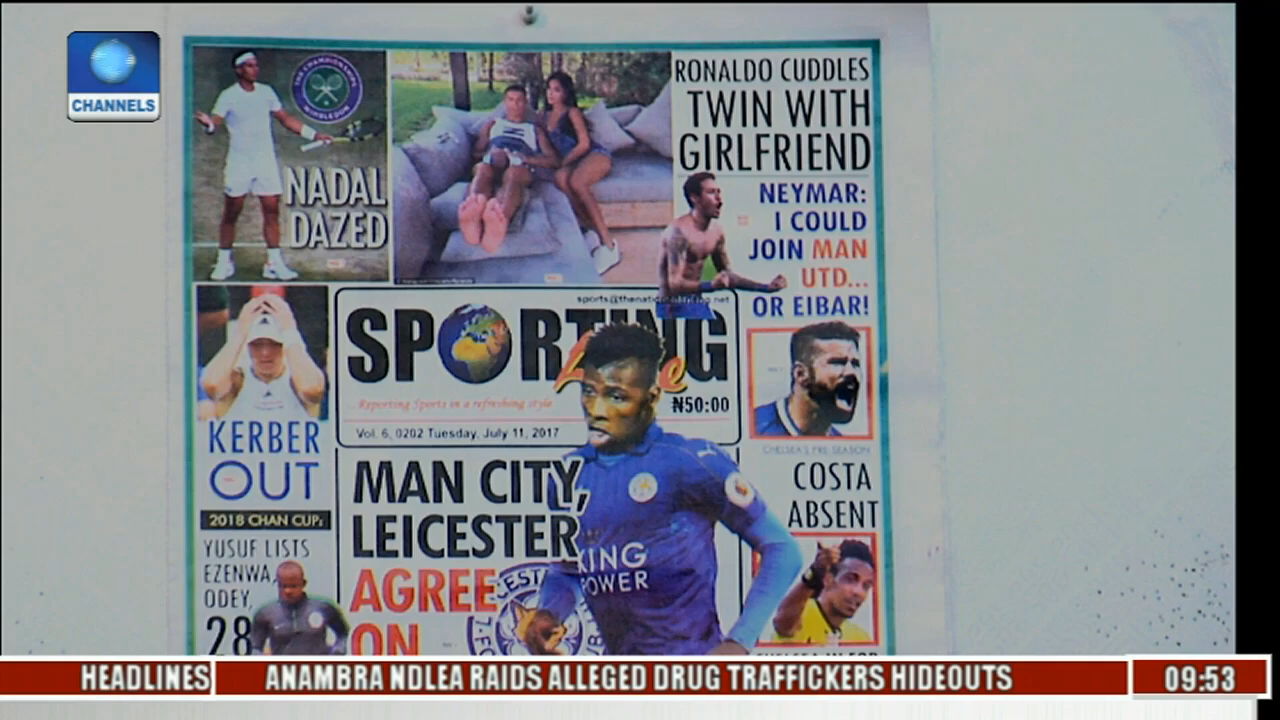 CHANNELS
THE CHAMPIONSHIPS
WIMBLEDON
NADAL
DAZED
RONALDO CUDDLES
TWIN WITH
GIRLFRIEND
NEYMAR:
I COULD
JOIN MAN
UTD...
OR EIBAR!
SPORTING
Reporting Sports in a refreshing style
₦50:00
Vol. 6, 0202 Tuesday, July 11, 2017
KERBER
OUT
2018 CHAN CUP:
YUSUF LISTS
EZENWA,
ODEY,
28
MAN CITY,
LEICESTER
AGREE
ON
KING
POWER
CHELSEA'S PRE SEASON
COSTA
ABSENT
HEADLINES
ANAMBRA NDLEA RAIDS ALLEGED DRUG TRAFFICKERS HIDEOUTS
09:53